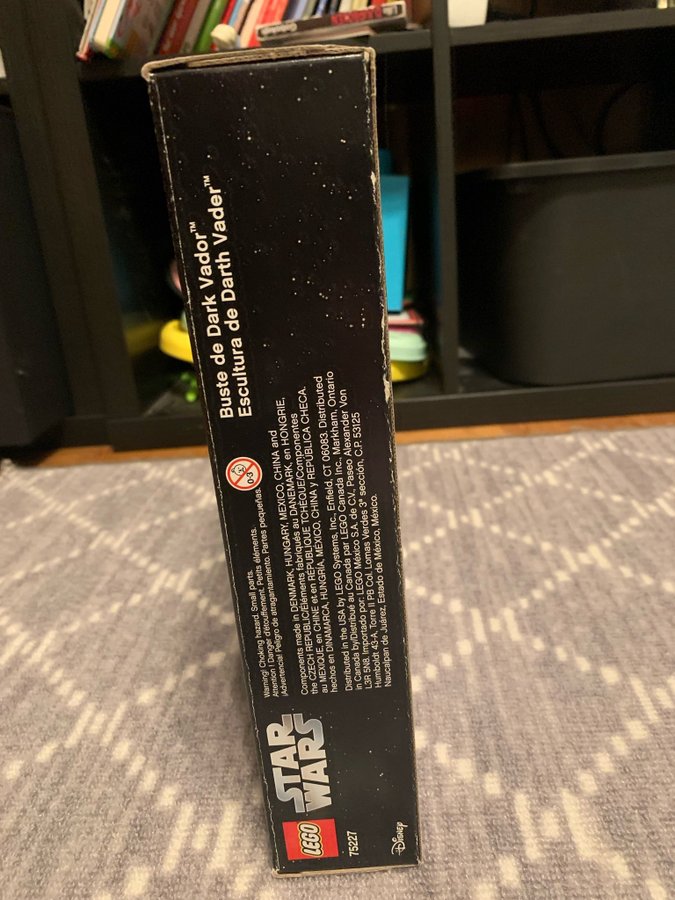 Buste de Dark Vador™
Escultura de Darth Vader™
0-3
Warning! Choking hazard. Small parts.
Attention ! Danger d'étouffement. Petits éléments.
¡Advertencia! Peligro de atragantamiento. Partes pequeñas.
Components made in DENMARK, HUNGARY, MEXICO, CHINA and
the CZECH REPUBLIC/Eléments fabriqués au DANEMARK, en HONGRIE,
au MEXIQUE, en CHINE et en RÉPUBLIQUE TCHÈQUE/Componentes
hechos en DINAMARCA, HUNGRÍA, MÉXICO, CHINA y REPÚBLICA CHECA.
Distributed in the USA by LEGO Systems, Inc., Enfield, CT 06083. Distributed
in Canada by/Distribué au Canada par LEGO Canada Inc., Markham, Ontario
L3R 5N8. Importado por: LEGO México S.A. de C.V., Paseo Alexander Von
Humboldt 43-A, Torre II PB Col. Lomas Verdes 3ª sección, C.P. 53125
Naucalpan de Juárez, Estado de México, México.
STAR
WARS
LEGO
75227
Disney